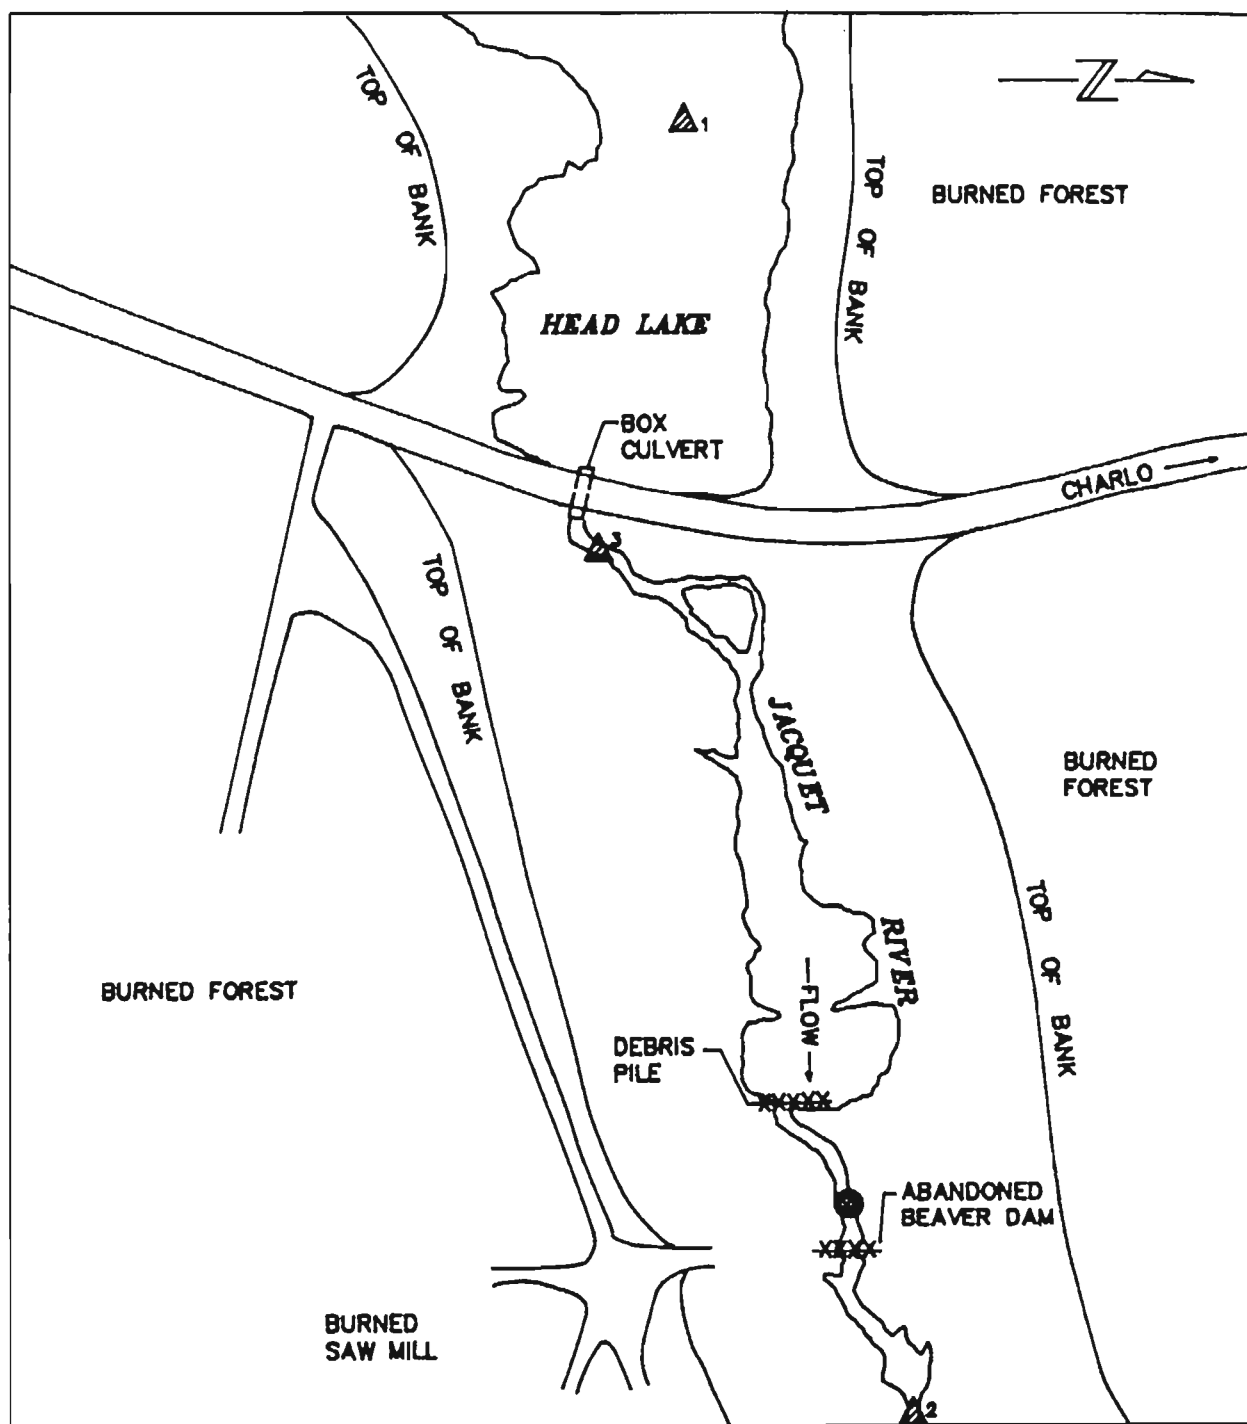 TOP OF BANK
1
N
TOP OF BANK
BURNED FOREST
HEAD LAKE
BOX
CULVERT
CHARLO
3
TOP OF BANK
JACQUET RIVER
BURNED
FOREST
TOP OF BANK
BURNED FOREST
FLOW
DEBRIS
PILE
ABANDONED
BEAVER DAM
BURNED
SAW MILL
2